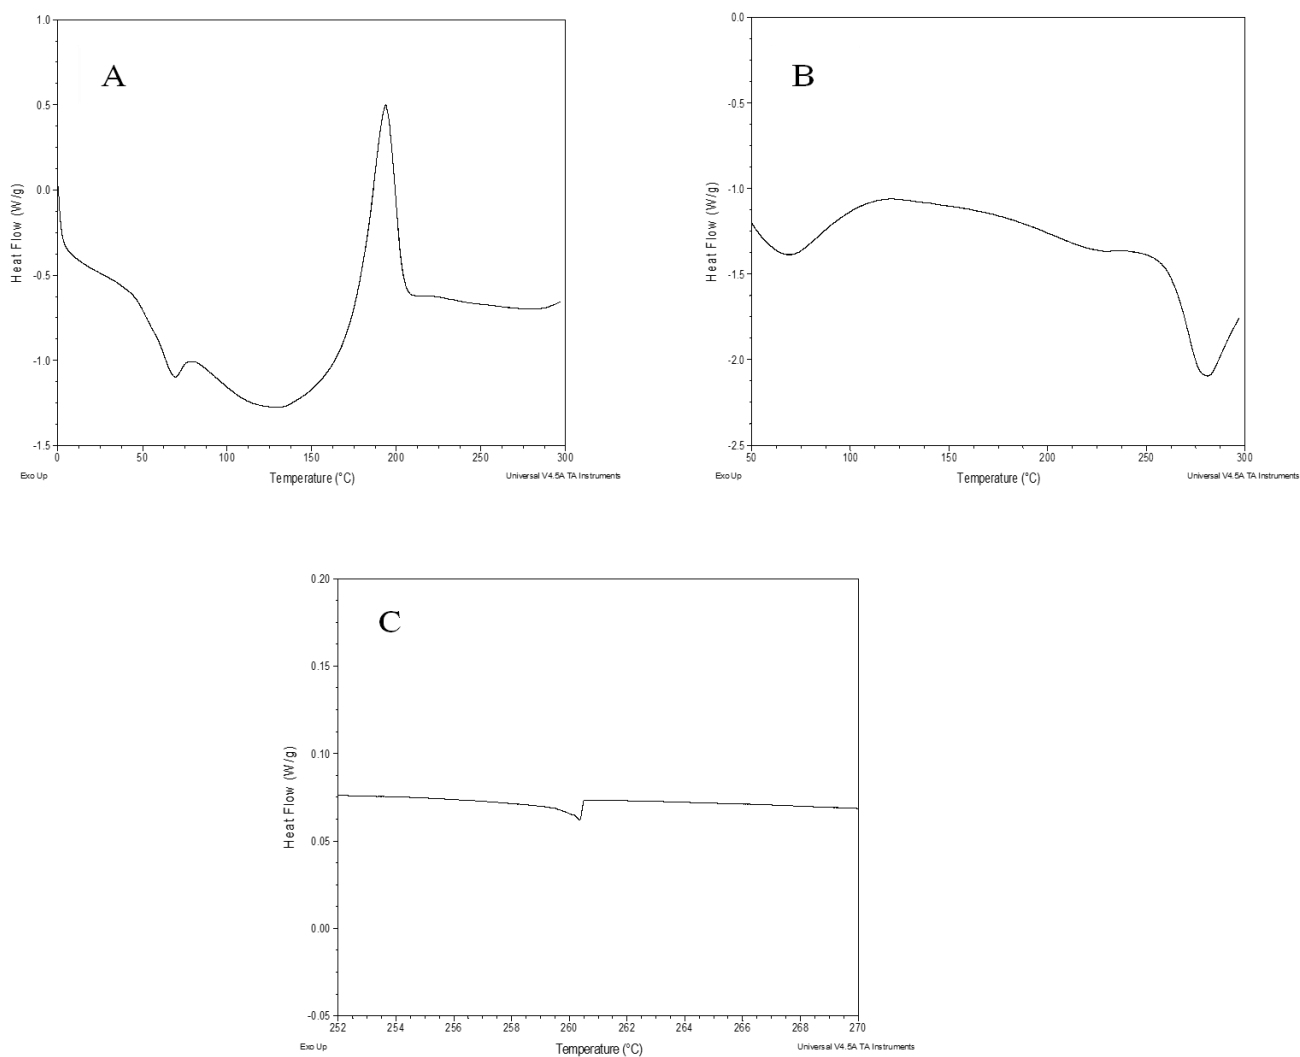 A
1.0
0.5
0.0
-0.5
-1.0
-1.5
Heat Flow (W/g)
0 50 100 150 200 250 300
Exo Up Temperature (°C) Universal V4.5A TA Instruments
B
0.0
-0.5
-1.0
-1.5
-2.0
-2.5
Heat Flow (W/g)
50 100 150 200 250 300
Exo Up Temperature (°C) Universal V4.5A TA Instruments
C
0.20
0.15
0.10
0.05
0.00
-0.05
Heat Flow (W/g)
252 254 256 258 260 262 264 266 268 270
Exo Up Temperature (°C) Universal V4.5A TA Instruments